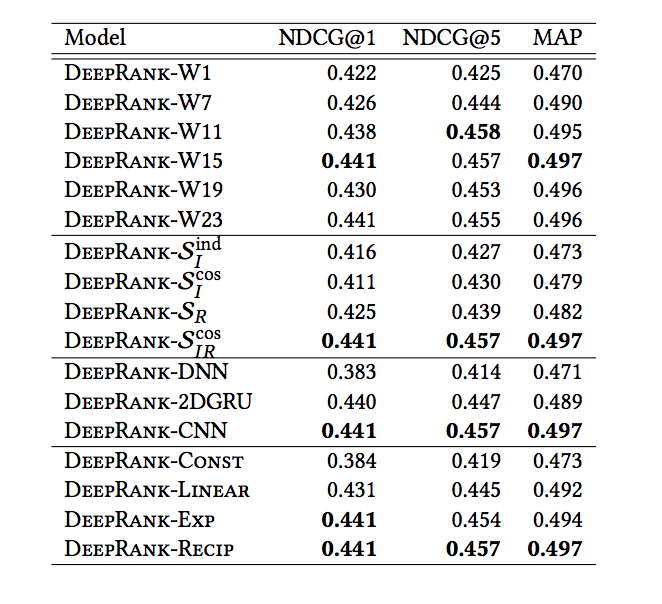 Model NDCG@1 NDCG@5 MAP
DeepRank-W1 0.422 0.425 0.470
DeepRank-W7 0.426 0.444 0.490
DeepRank-W11 0.438 0.458 0.495
DeepRank-W15 0.441 0.457 0.497
DeepRank-W19 0.430 0.453 0.496
DeepRank-W23 0.441 0.455 0.496
DeepRank-$\mathcal{S}_I^{\text{ind}}$ 0.416 0.427 0.473
DeepRank-$\mathcal{S}_I^{\text{cos}}$ 0.411 0.430 0.479
DeepRank-$\mathcal{S}_R$ 0.425 0.439 0.482
DeepRank-$\mathcal{S}_{IR}^{\text{cos}}$ 0.441 0.457 0.497
DeepRank-DNN 0.383 0.414 0.471
DeepRank-2DGRU 0.440 0.447 0.489
DeepRank-CNN 0.441 0.457 0.497
DeepRank-Const 0.384 0.419 0.473
DeepRank-Linear 0.431 0.445 0.492
DeepRank-Exp 0.441 0.454 0.494
DeepRank-Recip 0.441 0.457 0.497